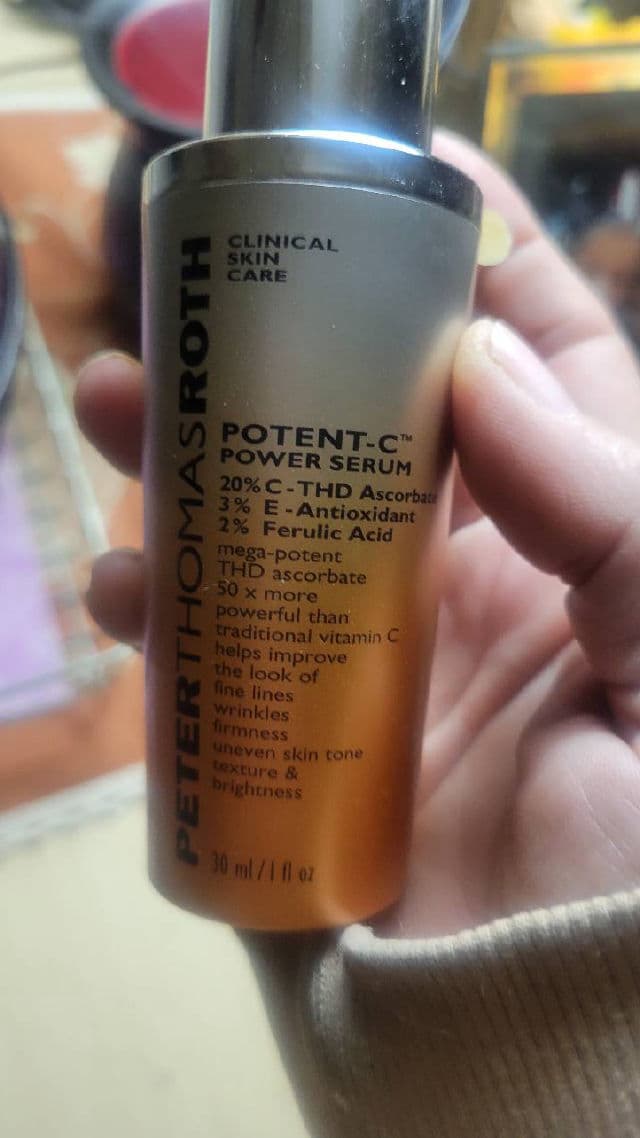 PETERTHOMASROTH
CLINICAL
SKIN
CARE
POTENT-C™
POWER SERUM
20% C-THD Ascorbate
3% E-Antioxidant
2% Ferulic Acid
mega-potent
THD ascorbate
50 x more
powerful than
traditional vitamin C
helps improve
the look of
fine lines
wrinkles
firmness
uneven skin tone
texture &
brightness
30 ml/1 fl oz